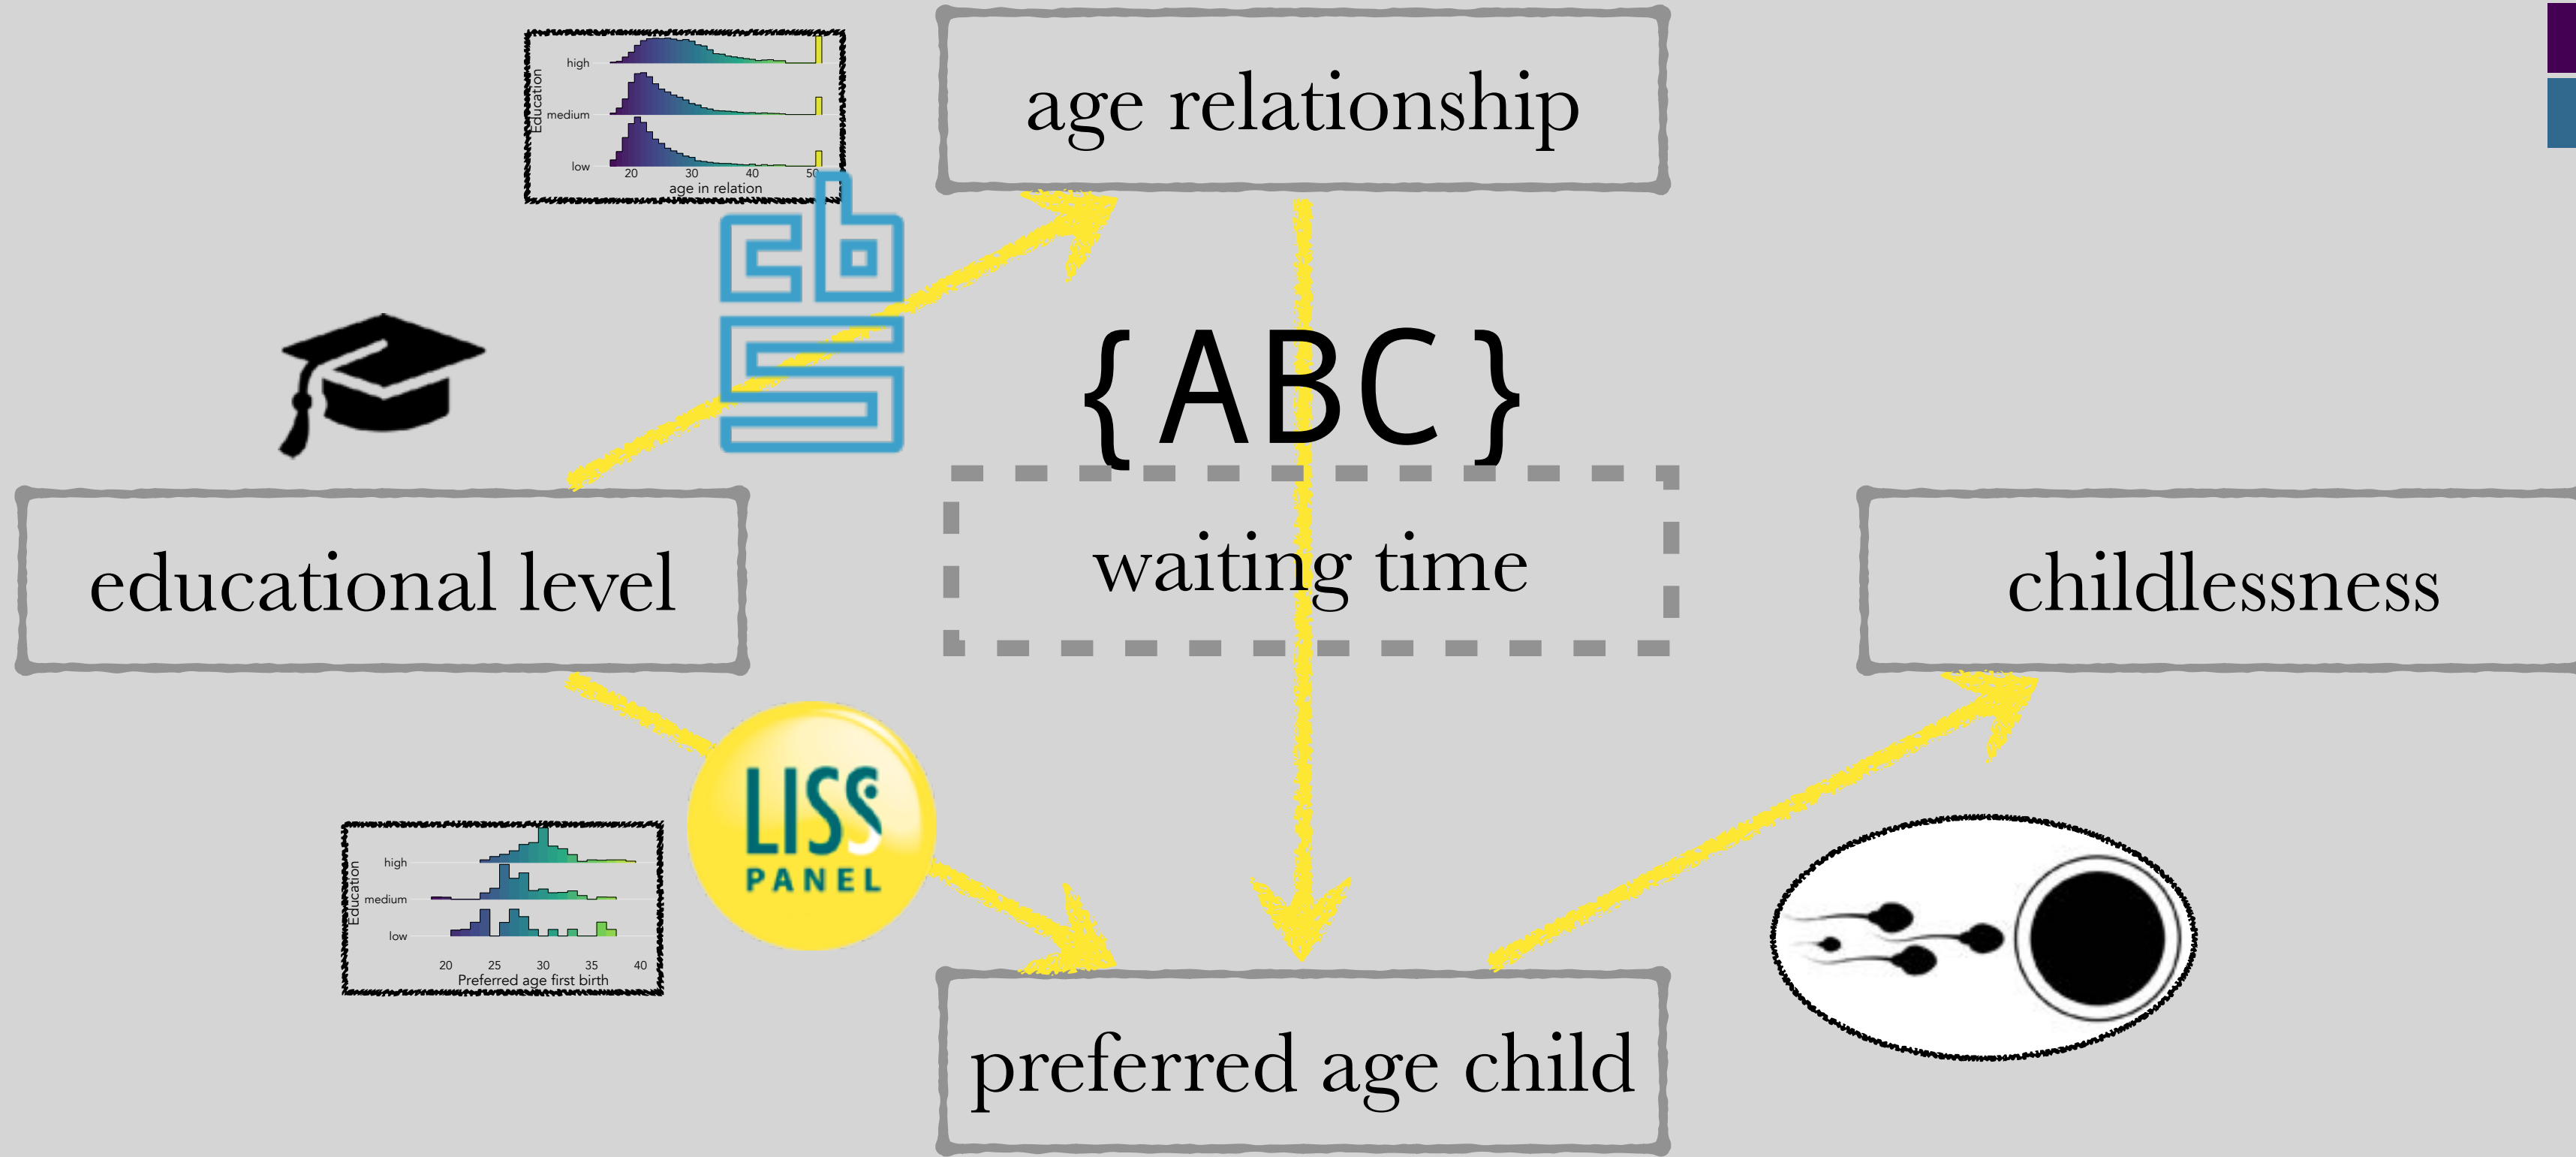 age relationship
Education
high
medium
low
20 30 40 50
age in relation
cbs
{ABC}
educational level
waiting time
childlessness
LISS
PANEL
Education
high
medium
low
20 25 30 35 40
Preferred age first birth
preferred age child